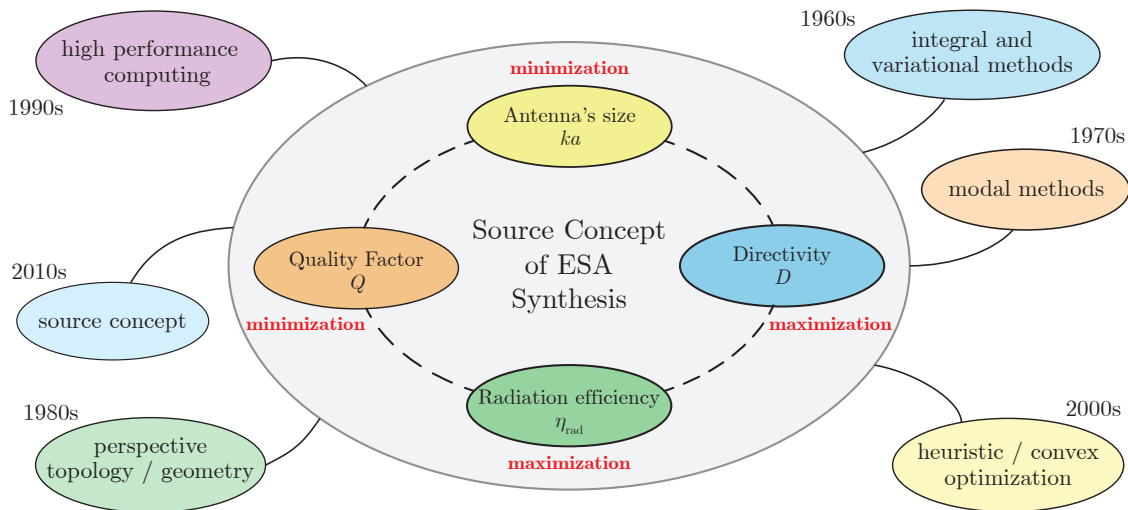 high performance
computing
1990s
minimization
Antenna's size
ka
1960s
integral and
variational methods
1970s
modal methods
Source Concept
of ESA
Synthesis
Quality Factor
Q
minimization
Directivity
D
maximization
2010s
source concept
Radiation efficiency
η_rad
maximization
1980s
perspective
topology / geometry
2000s
heuristic / convex
optimization